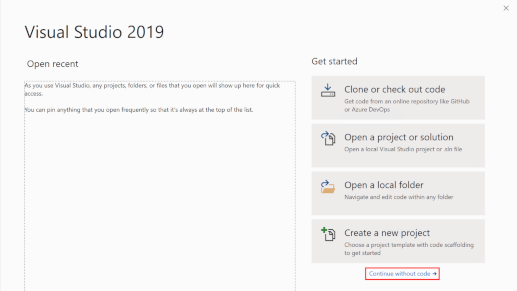 Visual Studio 2019
Open recent
As you use Visual Studio, any projects, folders, or files that you open will show up here for quick
access.
You can pin anything that you open frequently so that it's always at the top of the list.
Get started
Clone or check out code
Get code from an online repository like GitHub
or Azure DevOps
Open a project or solution
Open a local Visual Studio project or .sln file
Open a local folder
Navigate and edit code within any folder
Create a new project
Choose a project template with code scaffolding
to get started
Continue without code →